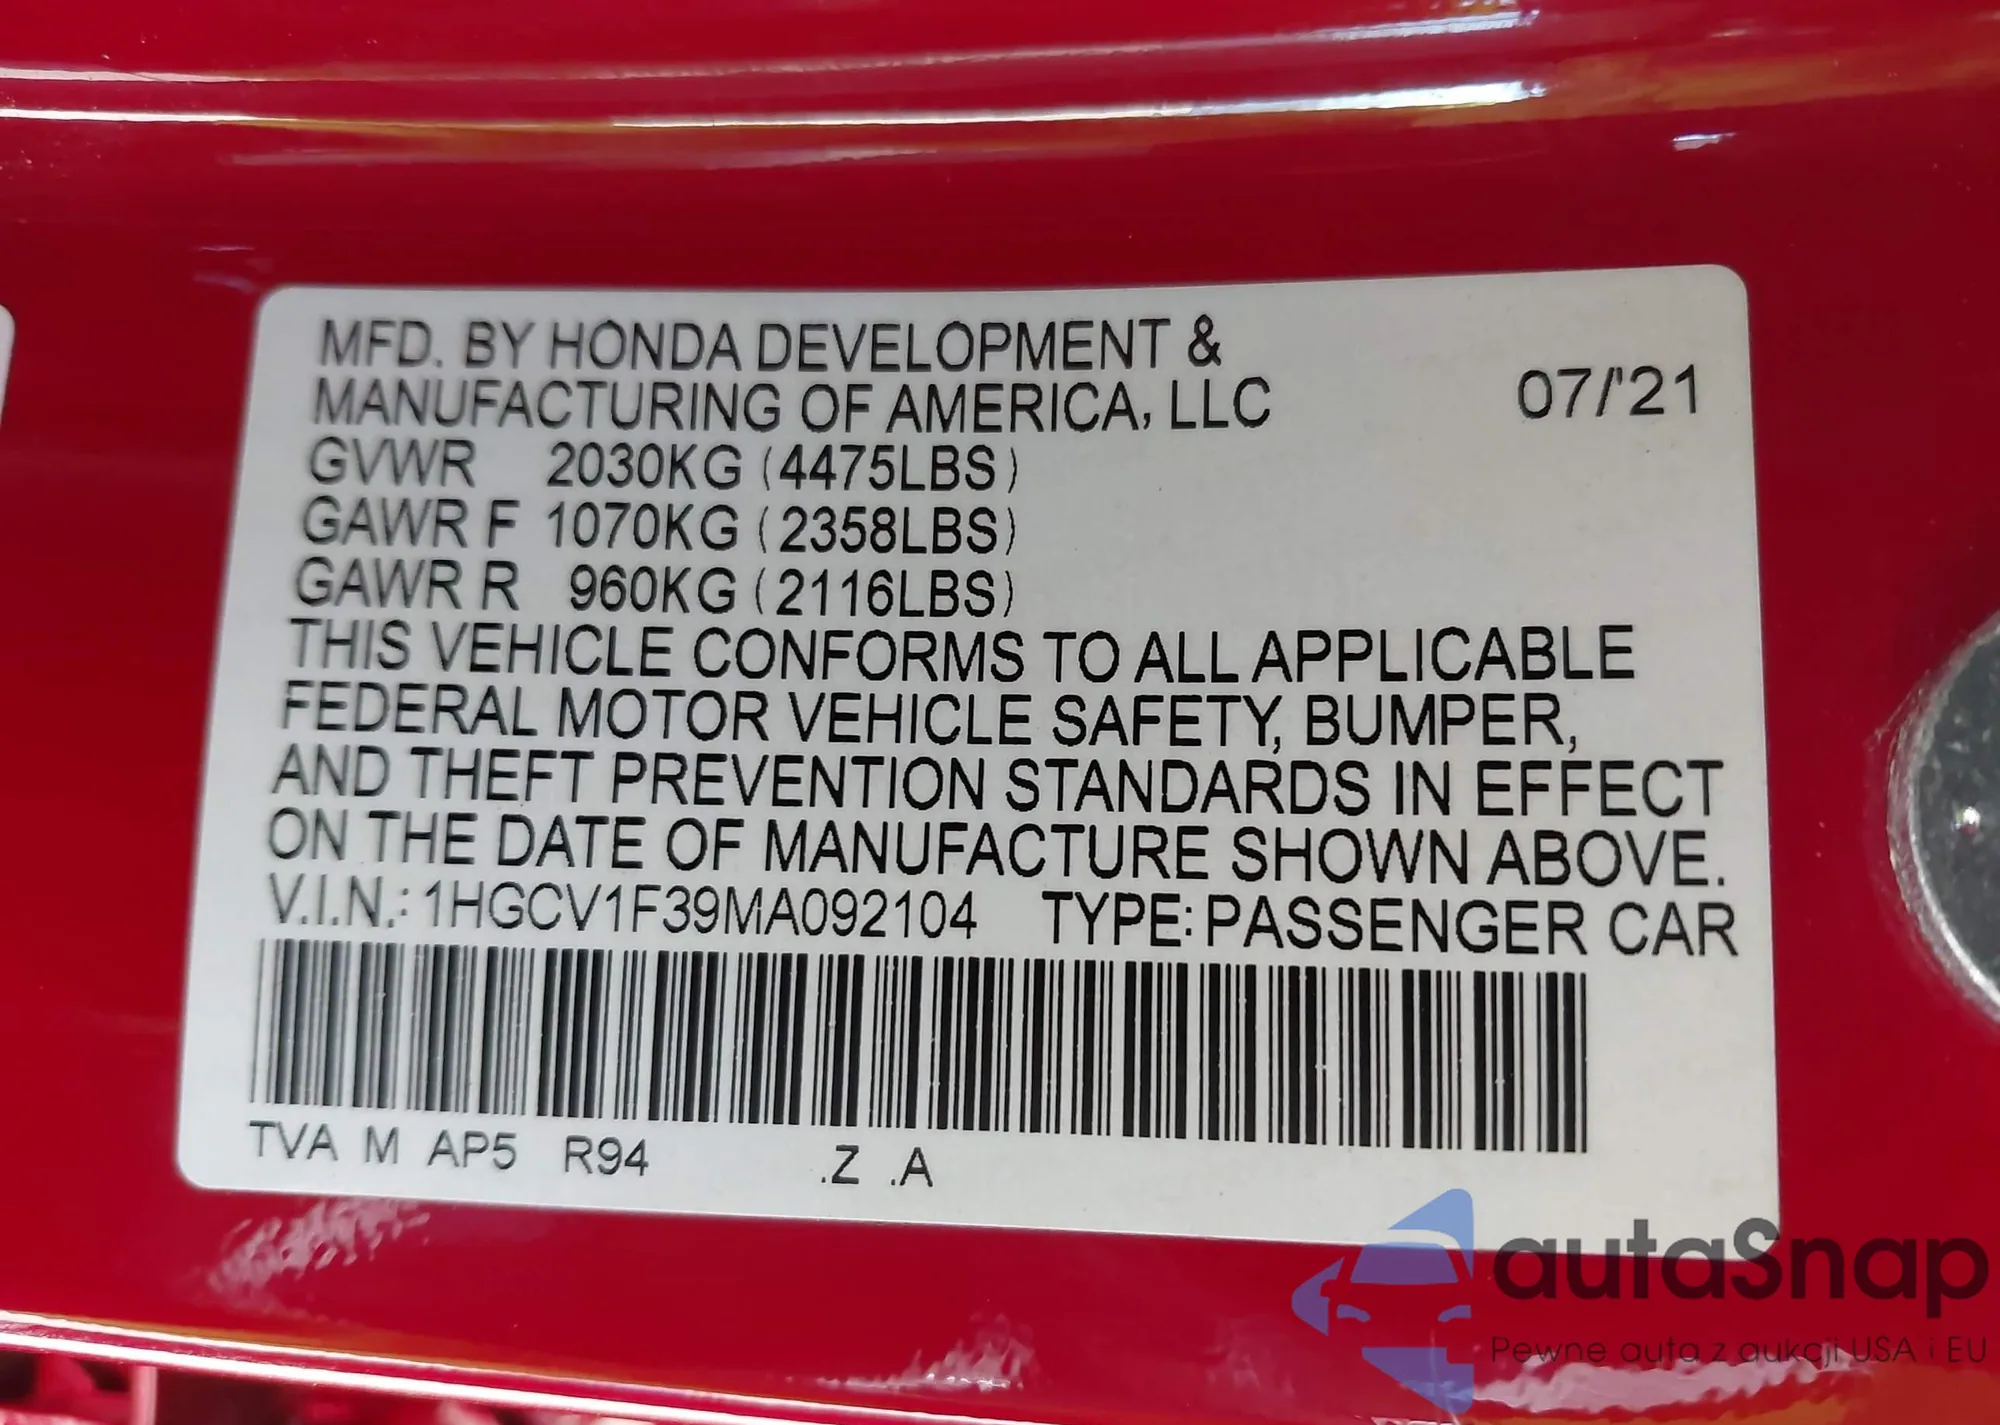 MFD. BY HONDA DEVELOPMENT &
MANUFACTURING OF AMERICA, LLC 07/'21
GVWR 2030KG (4475LBS)
GAWR F 1070KG (2358LBS)
GAWR R 960KG (2116LBS)
THIS VEHICLE CONFORMS TO ALL APPLICABLE
FEDERAL MOTOR VEHICLE SAFETY, BUMPER,
AND THEFT PREVENTION STANDARDS IN EFFECT
ON THE DATE OF MANUFACTURE SHOWN ABOVE.
V.I.N.: 1HGCV1F39MA092104 TYPE: PASSENGER CAR
TVA M AP5 R94 .Z .A
autaSnap
Pewne auta z aukcji USA i EU